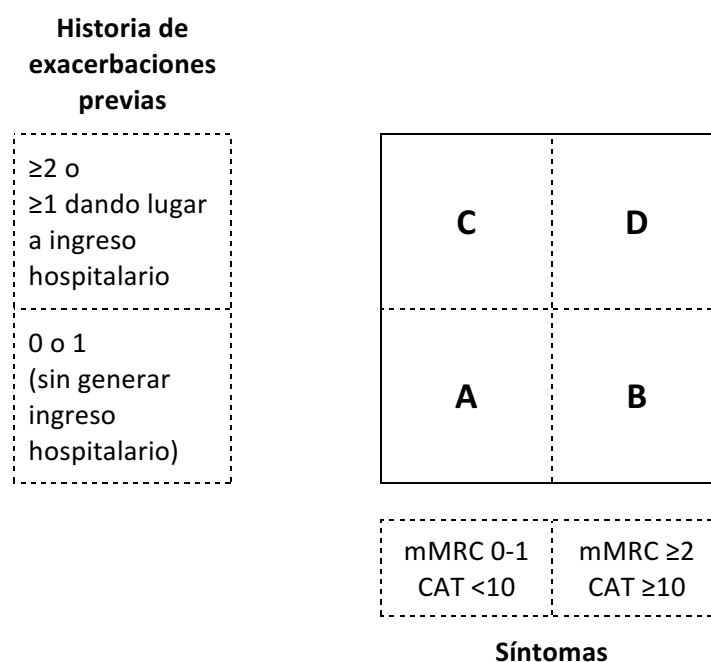 Historia de
exacerbaciones
previas
≥2 o
≥1 dando lugar
a ingreso
hospitalario
C
D
0 o 1
(sin generar
ingreso
hospitalario)
A
B
mMRC 0-1
CAT <10
mMRC ≥2
CAT ≥10
Síntomas